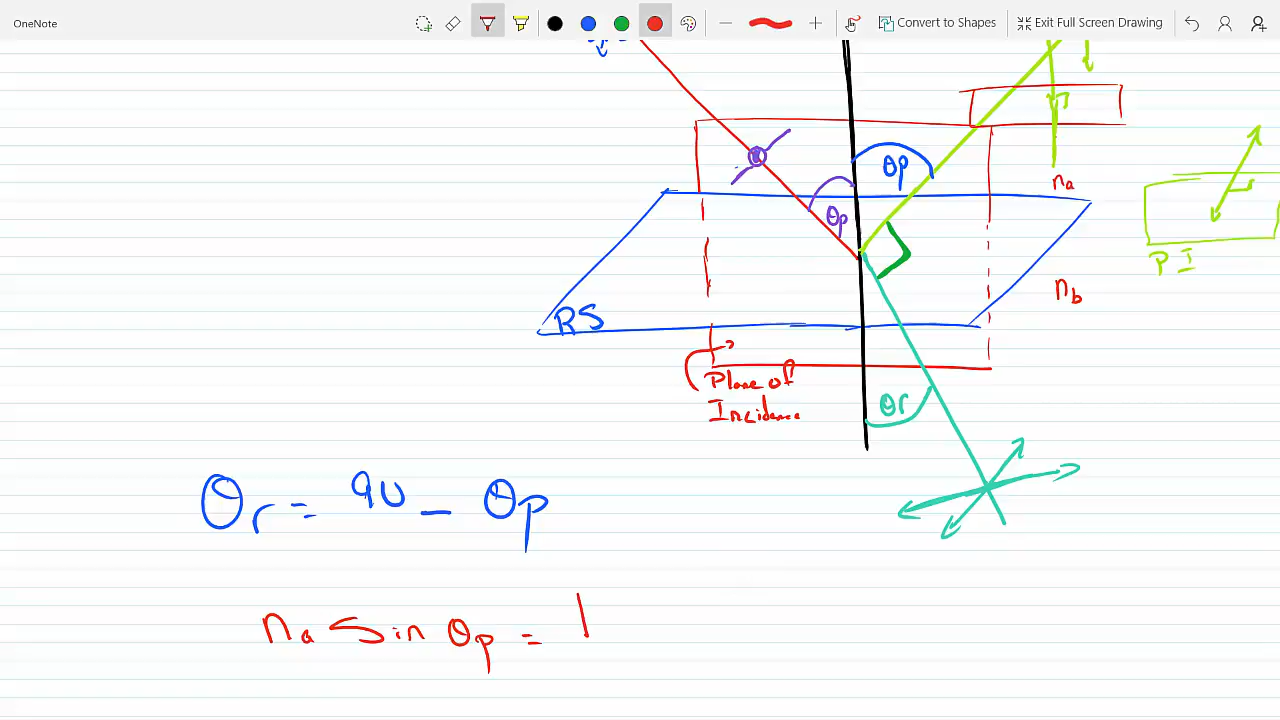 OneNote
Convert to Shapes
Exit Full Screen Drawing
θp
θp
na
nb
RS
Plane of
Incidence
θr
PI
θr = 90 - θp
na sin θp =